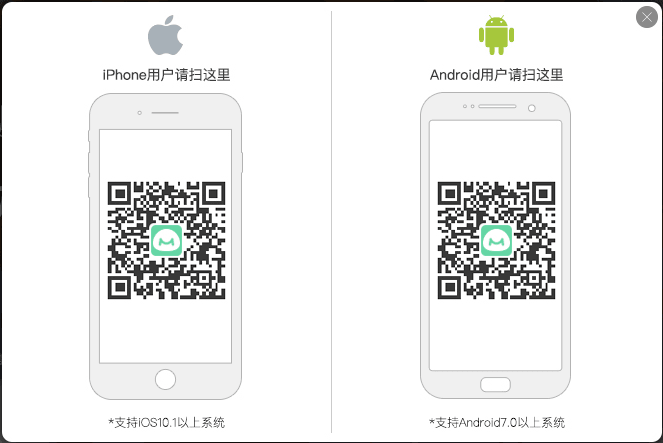 iPhone用户请扫这里
Android用户请扫这里
*支持iOS10.1以上系统
*支持Android7.0以上系统